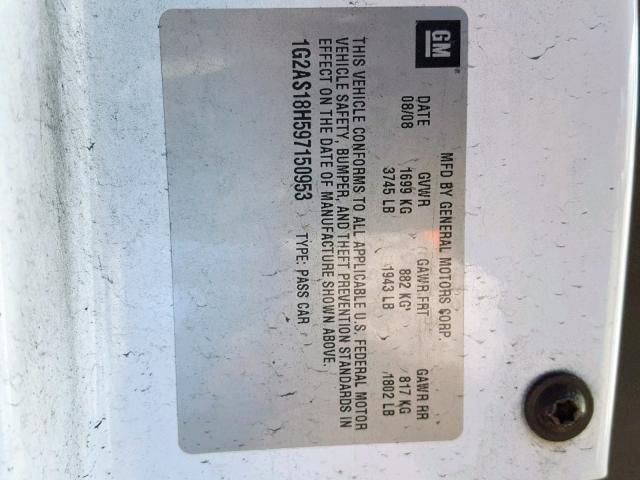 GM
MFD BY GENERAL MOTORS CORP.
DATE GVWR GAWR FRT GAWR RR
08/08 1699 KG 882 KG 817 KG
3745 LB 1943 LB 1802 LB
THIS VEHICLE CONFORMS TO ALL APPLICABLE U.S. FEDERAL MOTOR
VEHICLE SAFETY, BUMPER, AND THEFT PREVENTION STANDARDS IN
EFFECT ON THE DATE OF MANUFACTURE SHOWN ABOVE.
1G2AS18H597150953 TYPE: PASS CAR